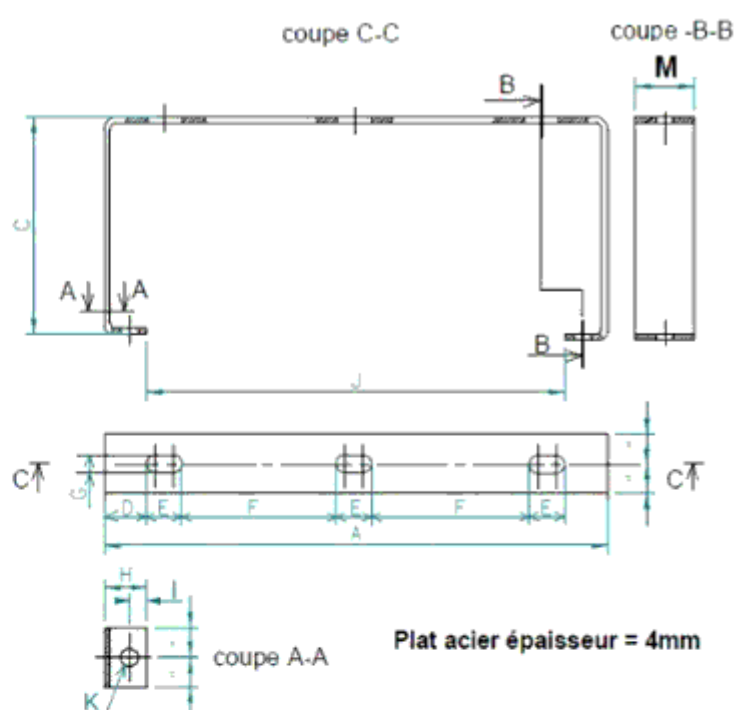 coupe C-C
coupe -B-B
M
B
C
A A
B
J
C
C
G
D E F E F E
A
H
I
coupe A-A
Plat acier épaisseur = 4mm
K